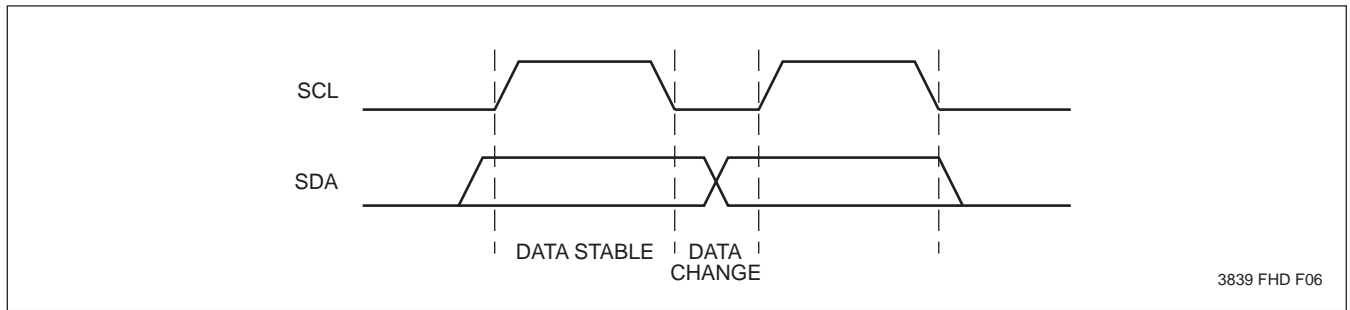 SCL
SDA
DATA STABLE
DATA
CHANGE
3839 FHD F06